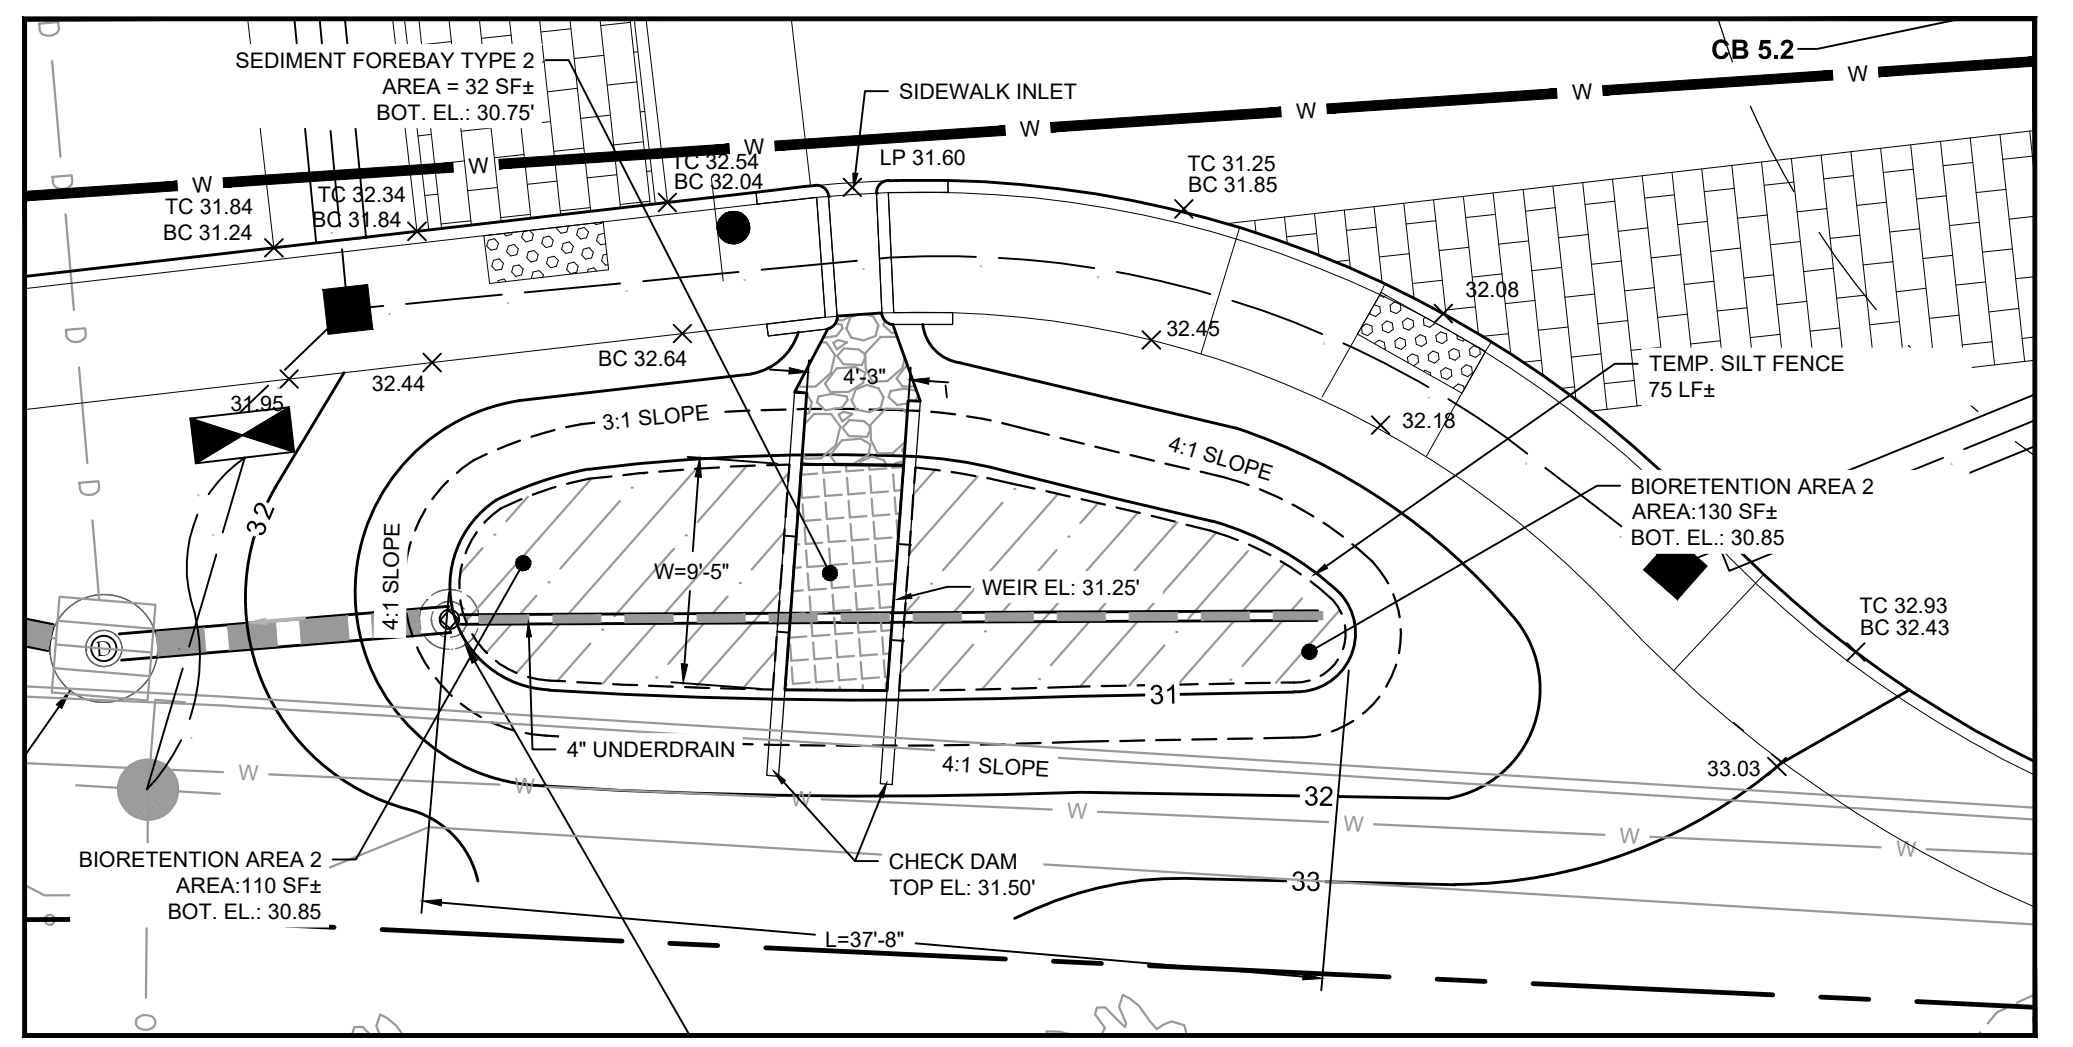 CB 5.2
SEDIMENT FOREBAY TYPE 2
AREA = 32 SF±
BOT. EL.: 30.75'
SIDEWALK INLET
W
W
W
W
W
W
W
LP 31.60
TC 32.54
BC 32.04
TC 31.25
BC 31.85
TC 32.34
BC 31.84
TC 31.84
BC 31.24
D
D
D
D
32.08
32.45
BC 32.64
32.44
31.95
4'-3"
TEMP. SILT FENCE
75 LF±
32.18
3:1 SLOPE
4:1 SLOPE
BIORETENTION AREA 2
AREA:130 SF±
BOT. EL.: 30.85
32
4:1 SLOPE
W=9'-5"
WEIR EL: 31.25'
TC 32.93
BC 32.43
D
31
4" UNDERDRAIN
4:1 SLOPE
33.03
32
W
W
W
W
W
W
W
BIORETENTION AREA 2
AREA:110 SF±
BOT. EL.: 30.85
CHECK DAM
TOP EL: 31.50'
33
L=37'-8"